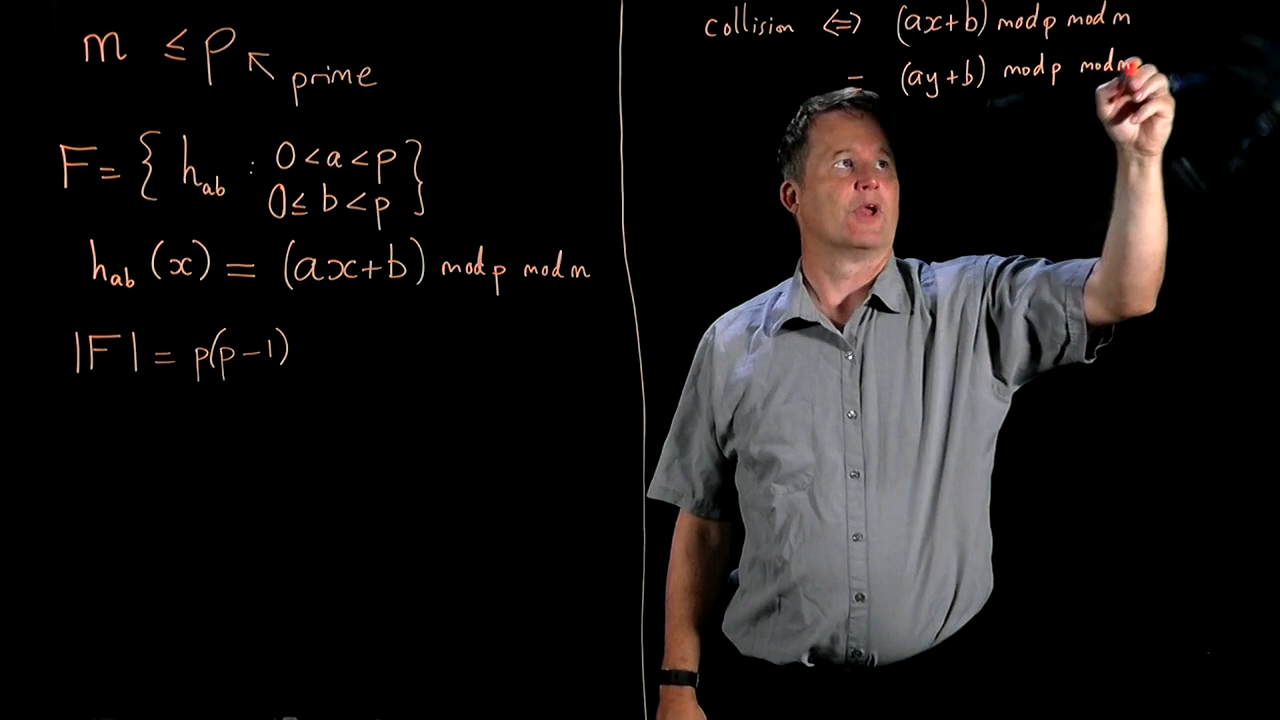 m ≤ p
prime
F = { h_ab : 0 < a < p
0 ≤ b < p }
h_ab (x) = (ax+b) mod p mod m
|F| = p(p-1)
collision ⇔ (ax+b) mod p mod m
= (ay+b) mod p mod m